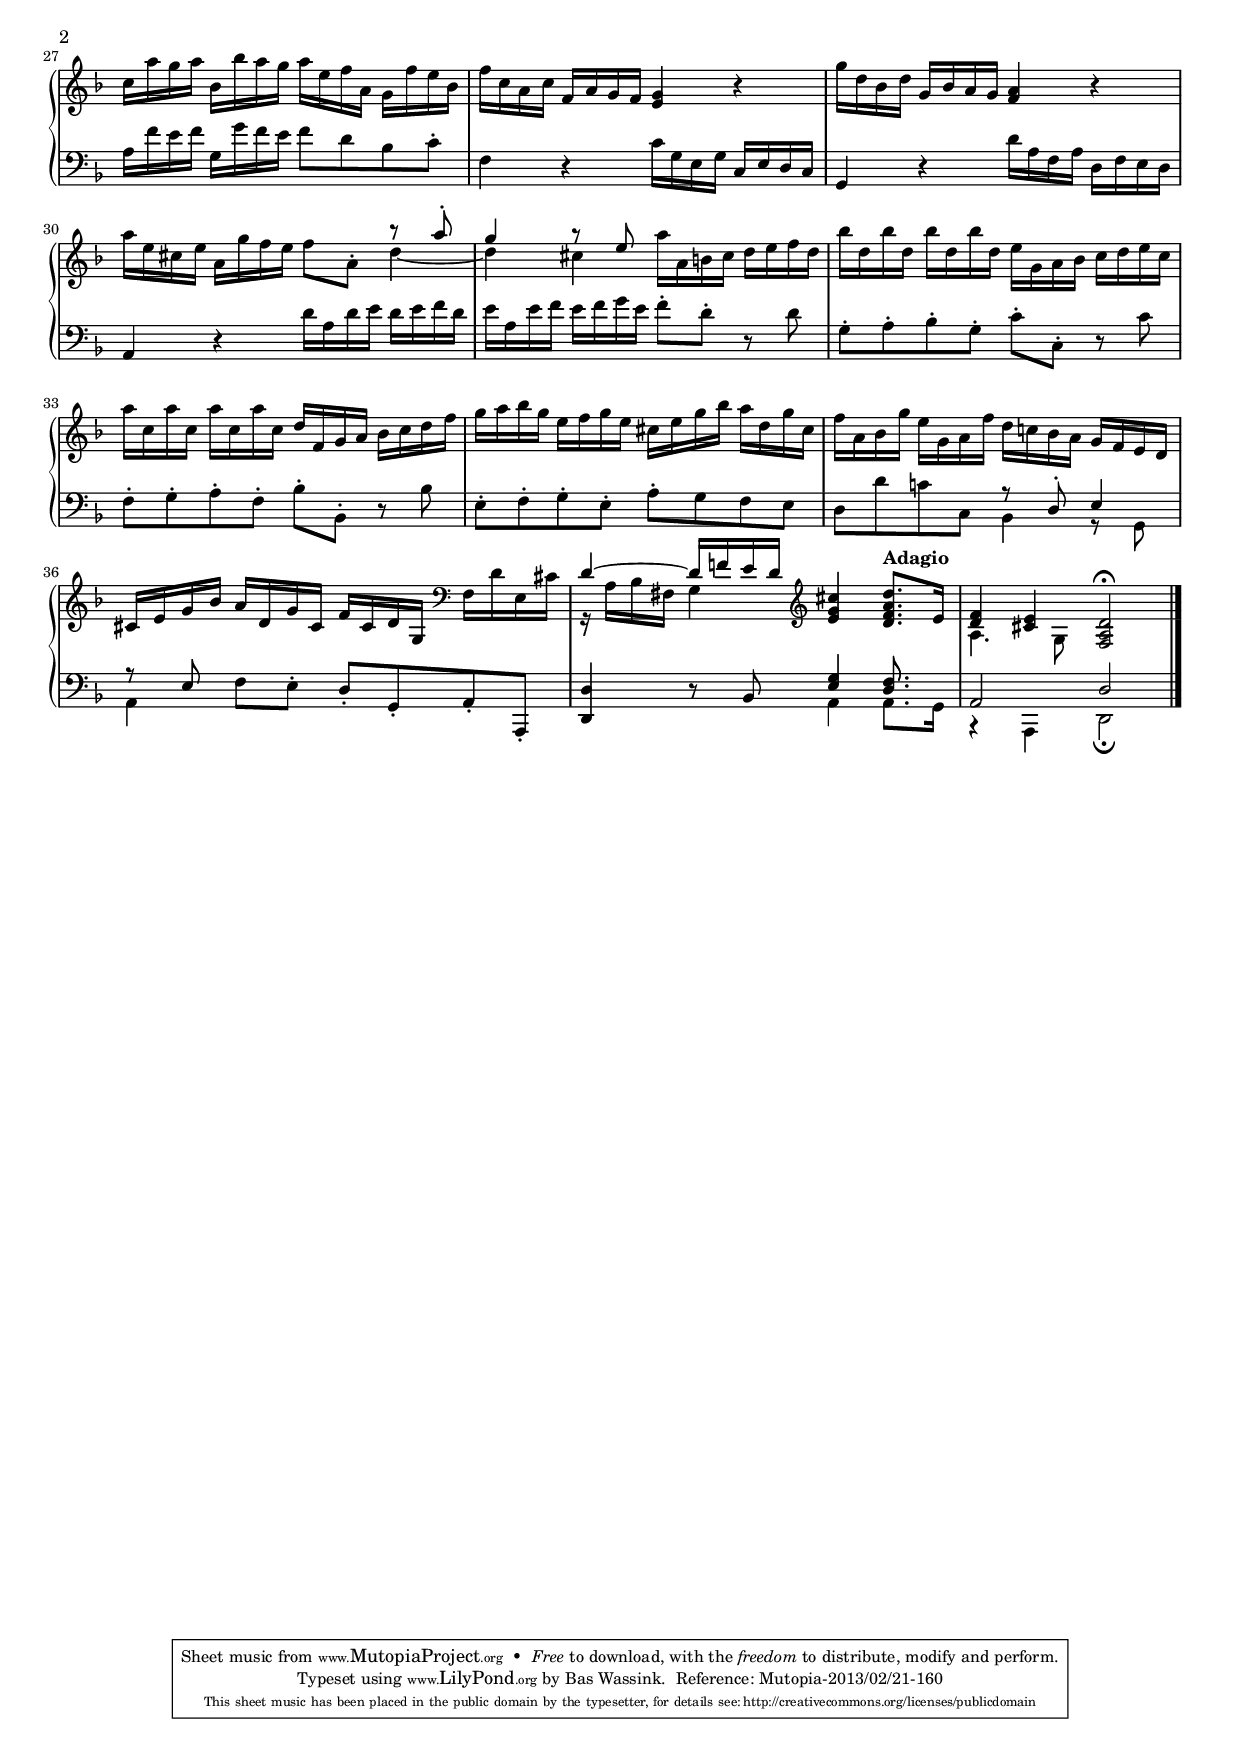 2
27
30
33
36
Adagio
Sheet music from www.MutopiaProject.org • Free to download, with the freedom to distribute, modify and perform.
Typeset using www.LilyPond.org by Bas Wassink. Reference: Mutopia-2013/02/21-160
This sheet music has been placed in the public domain by the typesetter, for details see: http://creativecommons.org/licenses/publicdomain